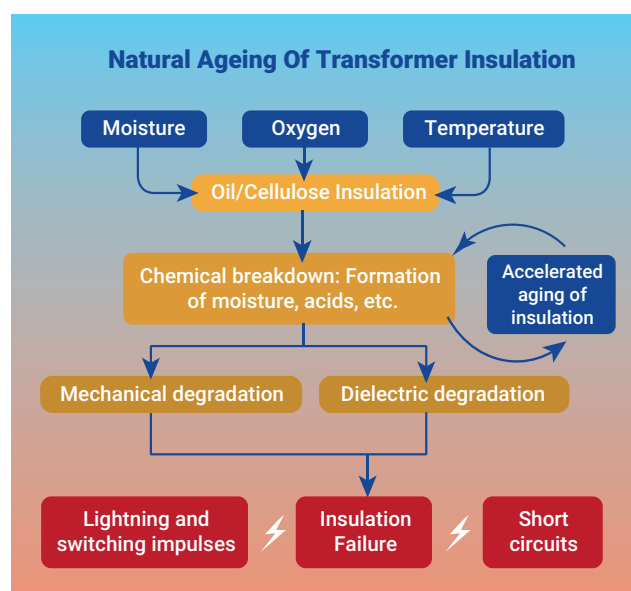 Natural Ageing Of Transformer Insulation
Moisture
Oxygen
Temperature
Oil/Cellulose Insulation
Chemical breakdown: Formation
of moisture, acids, etc.
Accelerated
aging of
insulation
Mechanical degradation
Dielectric degradation
Lightning and
switching impulses
Insulation
Failure
Short
circuits